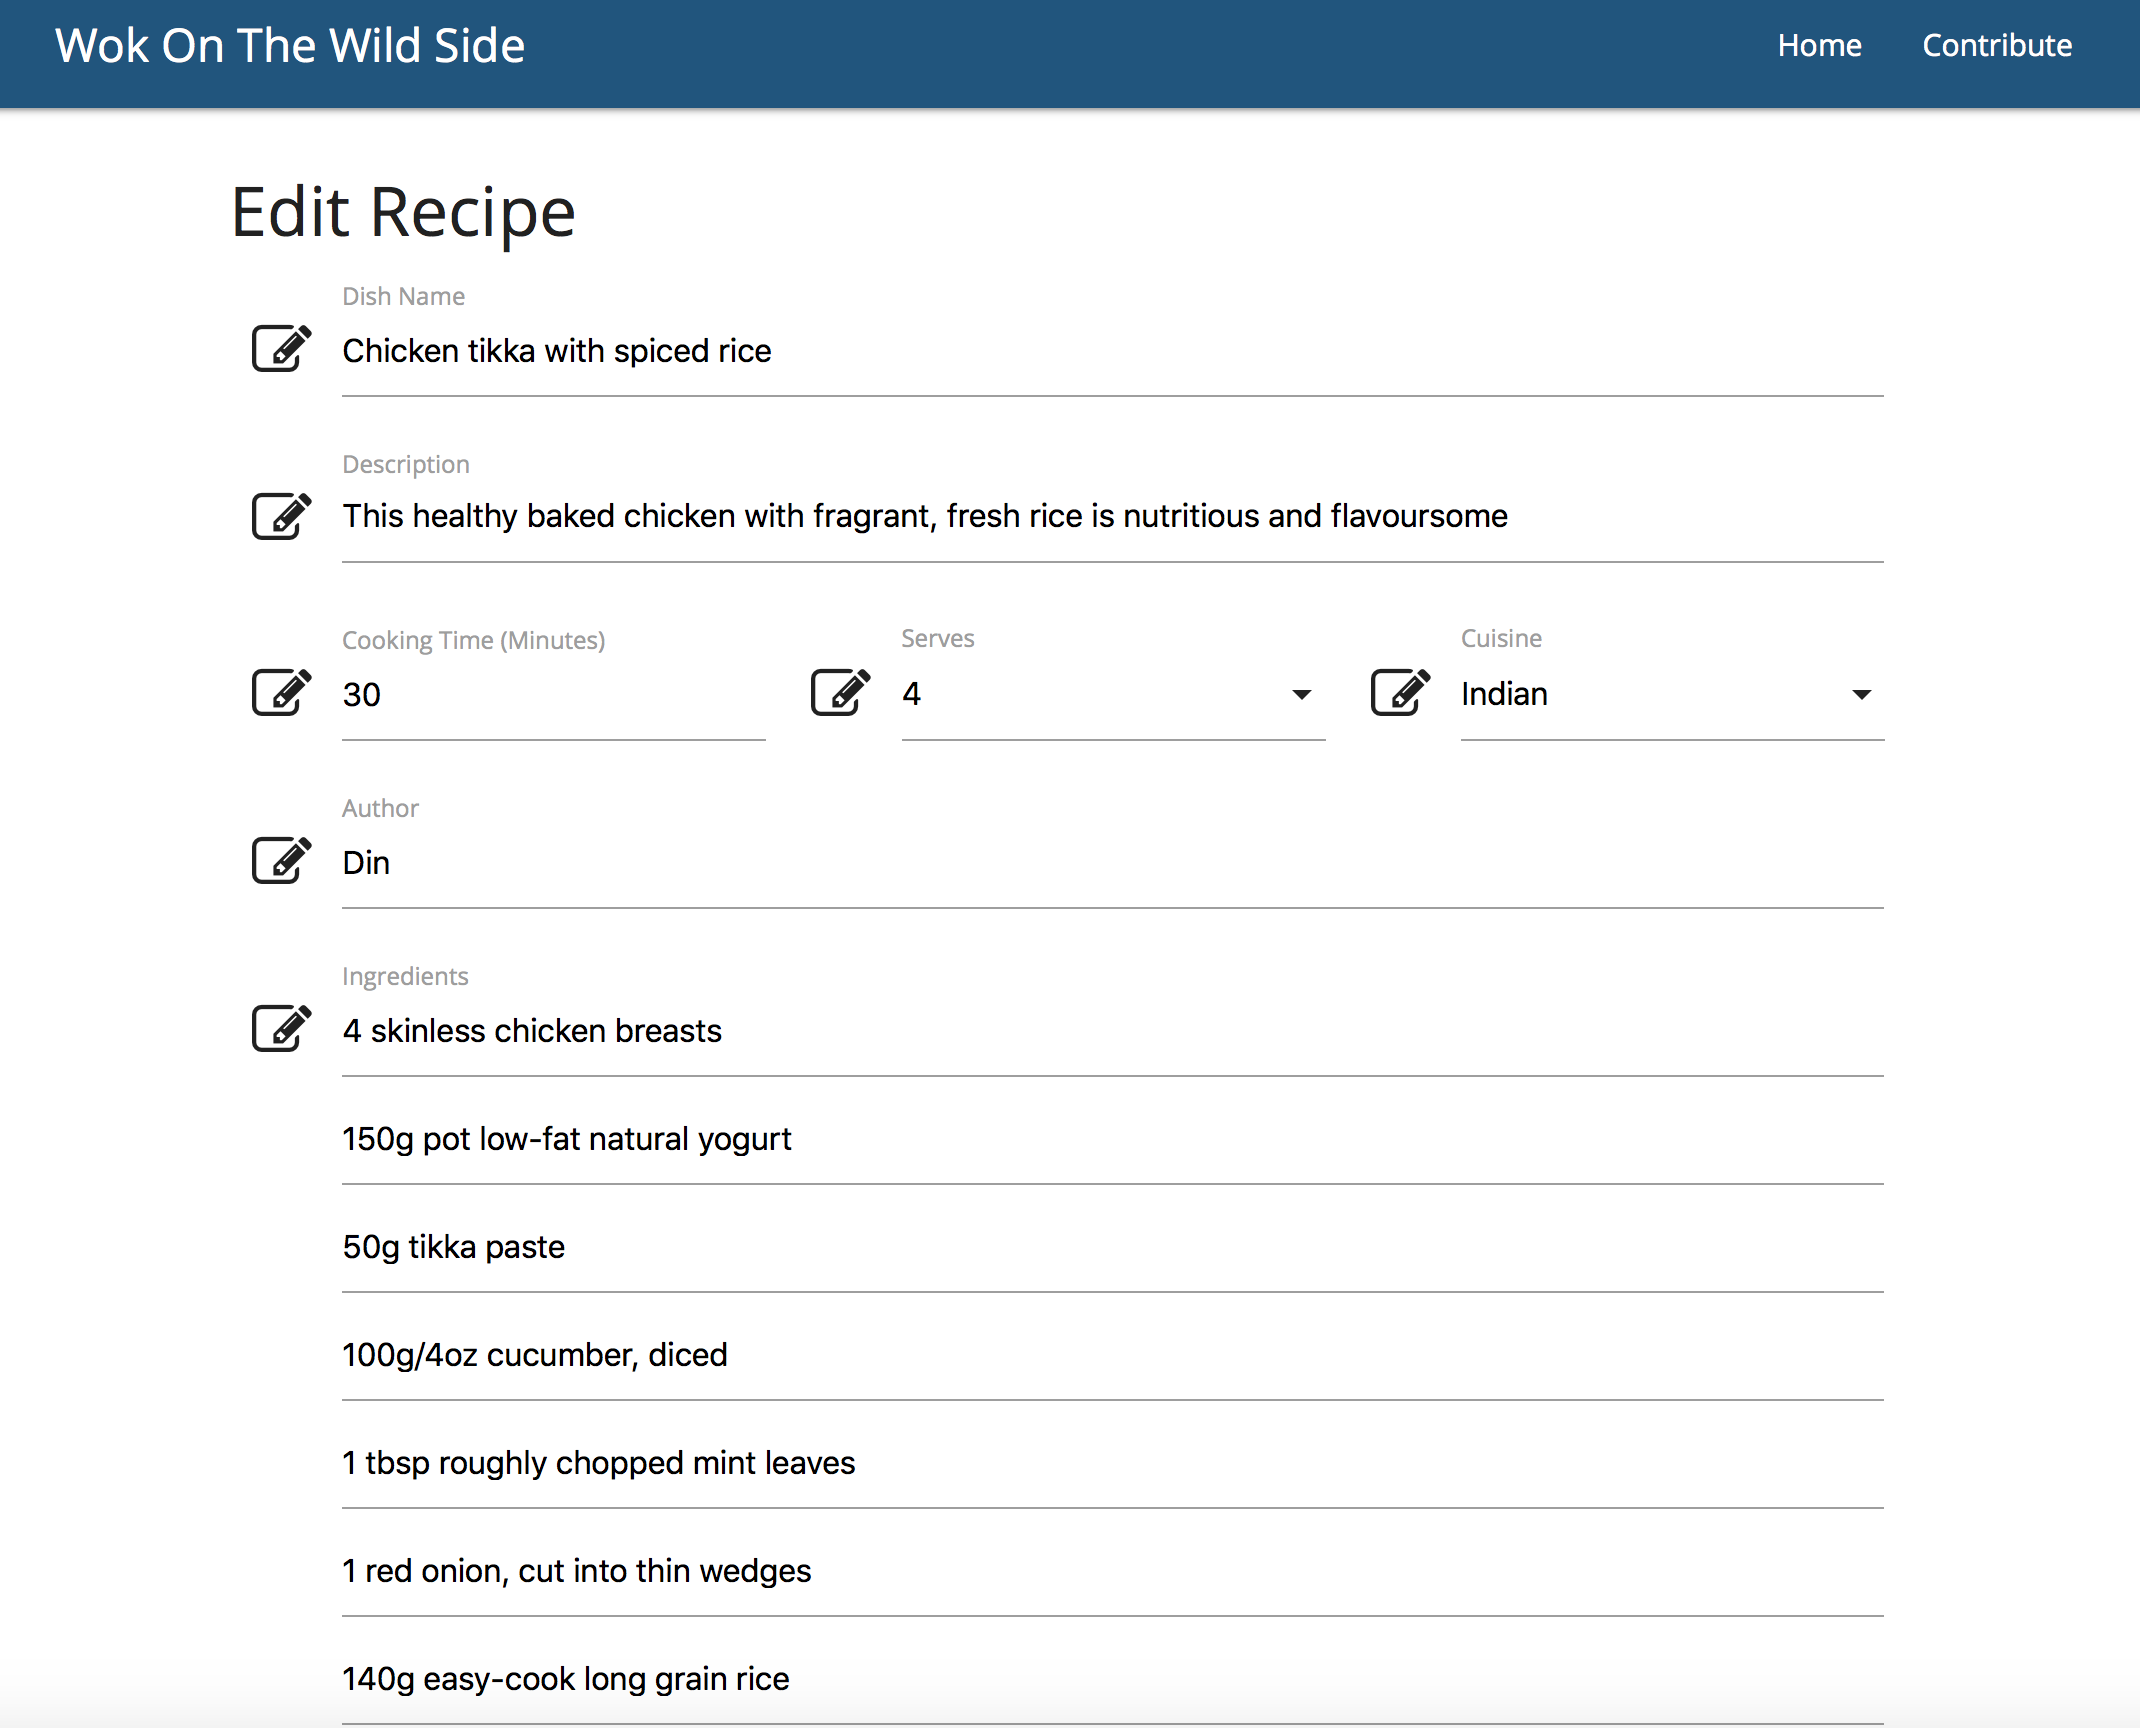 Wok On The Wild Side Home Contribute
Edit Recipe
Dish Name
Chicken tikka with spiced rice
Description
This healthy baked chicken with fragrant, fresh rice is nutritious and flavoursome
Cooking Time (Minutes) Serves Cuisine
30 4 Indian
Author
Din
Ingredients
4 skinless chicken breasts
150g pot low-fat natural yogurt
50g tikka paste
100g/4oz cucumber, diced
1 tbsp roughly chopped mint leaves
1 red onion, cut into thin wedges
140g easy-cook long grain rice